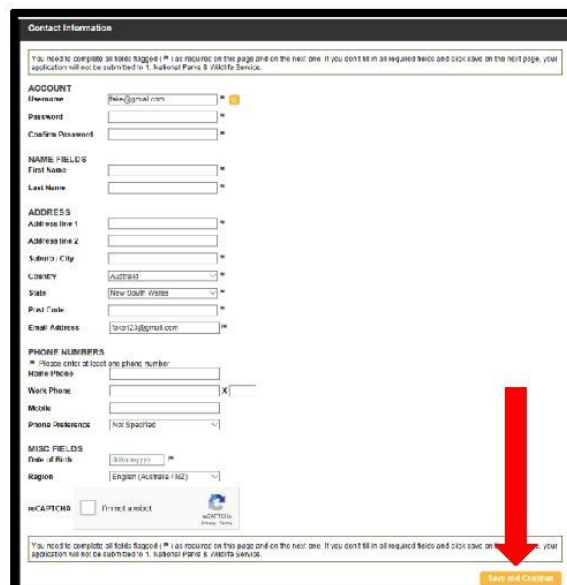 Contact Information
You need to complete all fields flagged ( ) as required on this page and on the next one. If you don't fill in all required fields and click save on the next page, your
application will not be submitted to 1. National Parks & Wildlife Service.
ACCOUNT
Username fake@gmail.com
Password
Confirm Password
NAME FIELDS
First Name
Last Name
ADDRESS
Address line 1
Address line 2
Suburb / City
Country Australia
State New South Wales
Post Code
Email Address @gmail.com
PHONE NUMBERS
Please enter at least one phone number
Home Phone
Work Phone X
Mobile
Phone Preference Not Specified
MISC FIELDS
Date of Birth dd/mm/yyyy
Region English (Australia / NZ)
reCAPTCHA I'm not a robot
reCAPTCHA
Privacy - Terms
You need to complete all fields flagged ( ) as required on this page and on the next one. If you don't fill in all required fields and click save on page, your
application will not be submitted to 1. National Parks & Wildlife Service.
Save and Continue